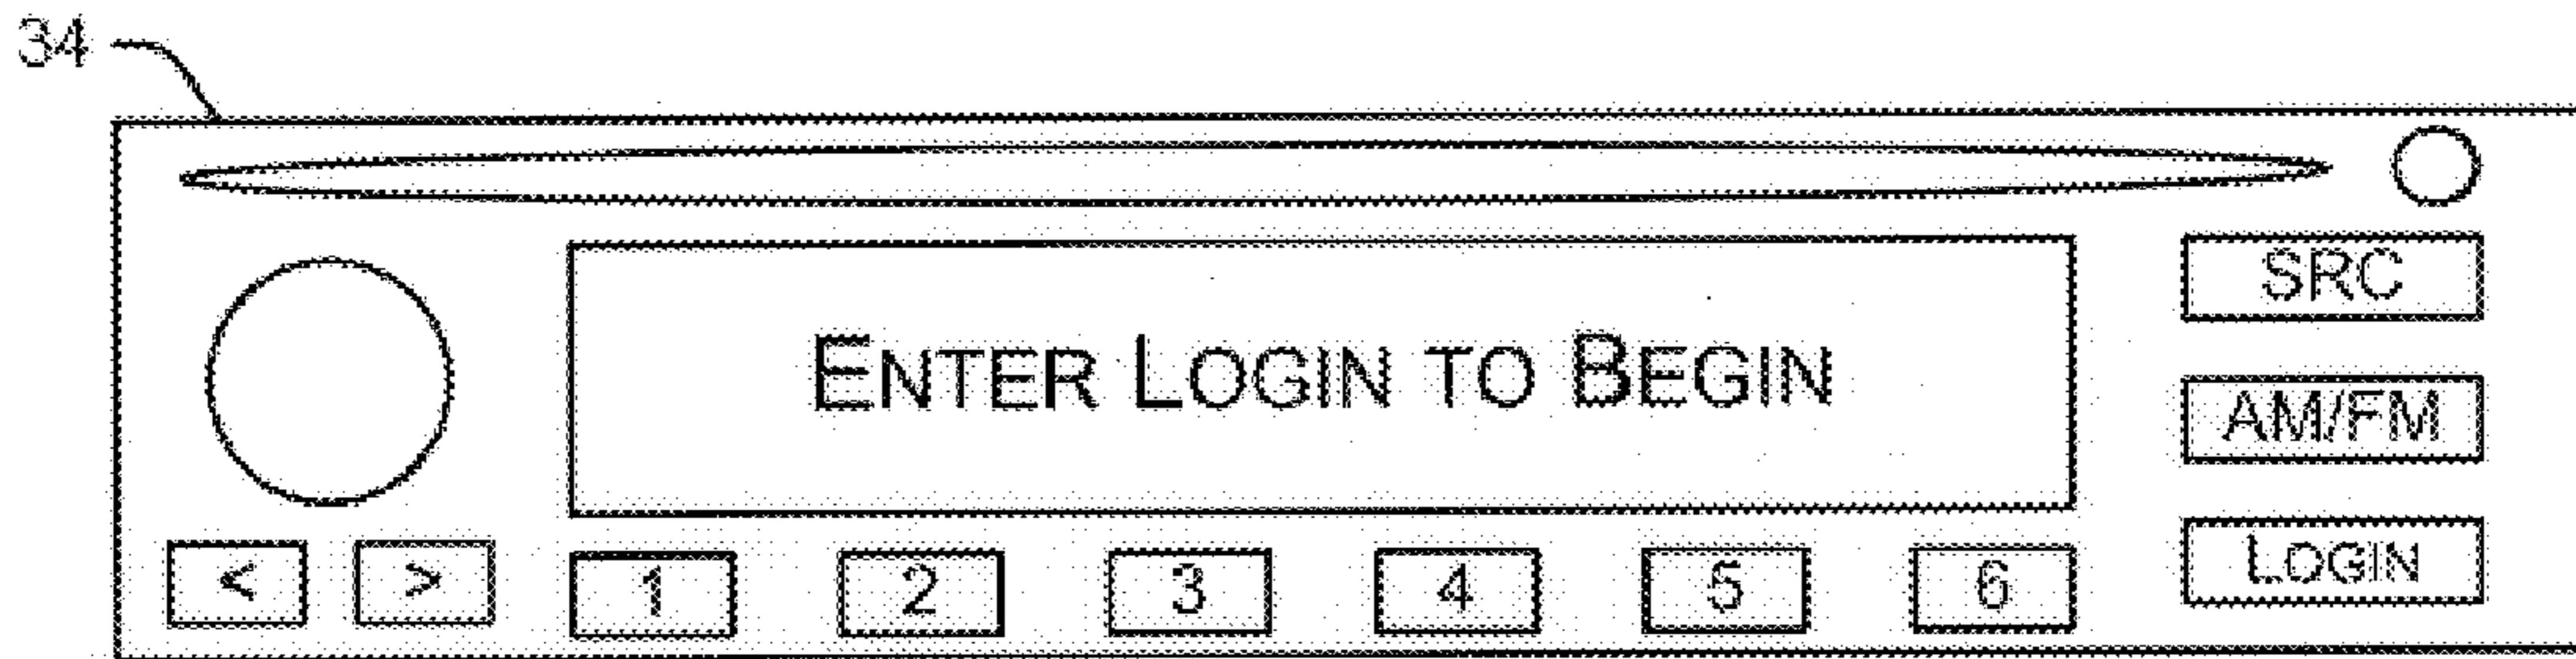 34
SRC
ENTER LOGIN TO BEGIN
AM/FM
LOGIN
< > 1 2 3 4 5 6